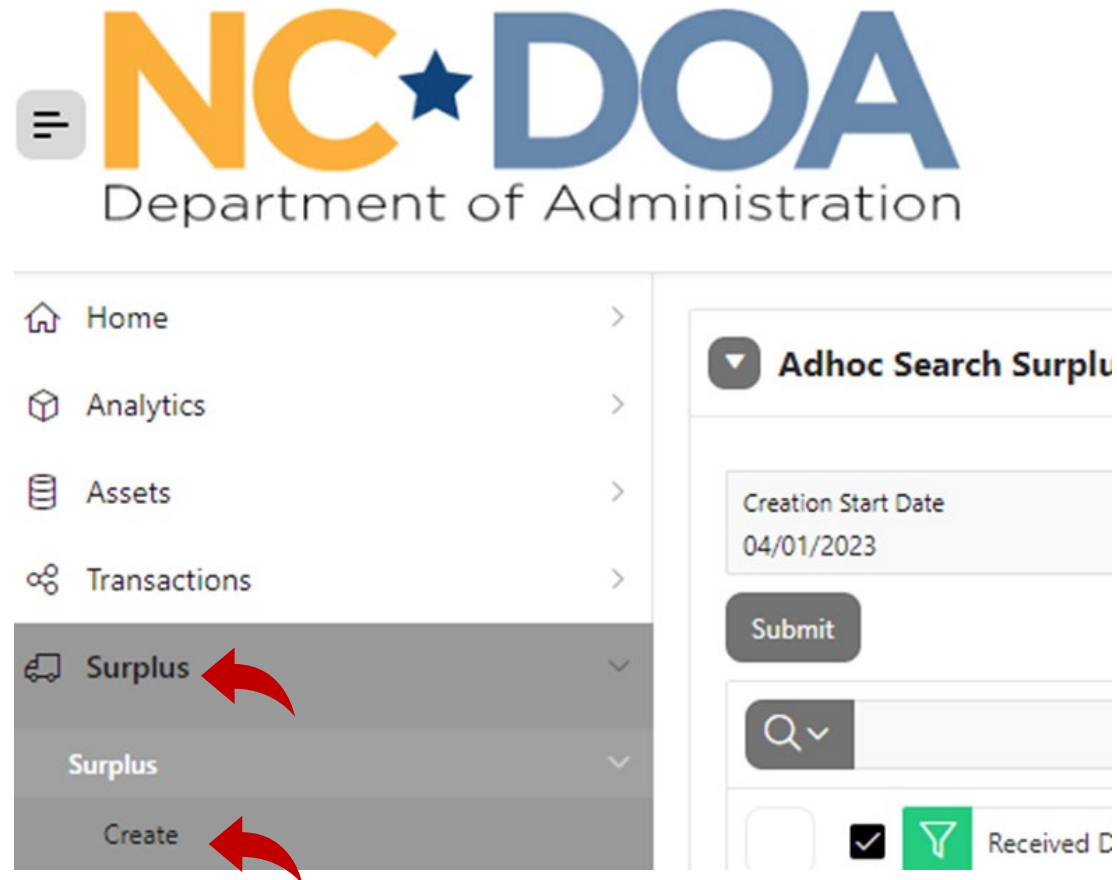 NC DOA
Department of Administration
Home
Analytics
Assets
Transactions
Surplus
Surplus
Create
Adhoc Search Surplu
Creation Start Date
04/01/2023
Submit
Received D